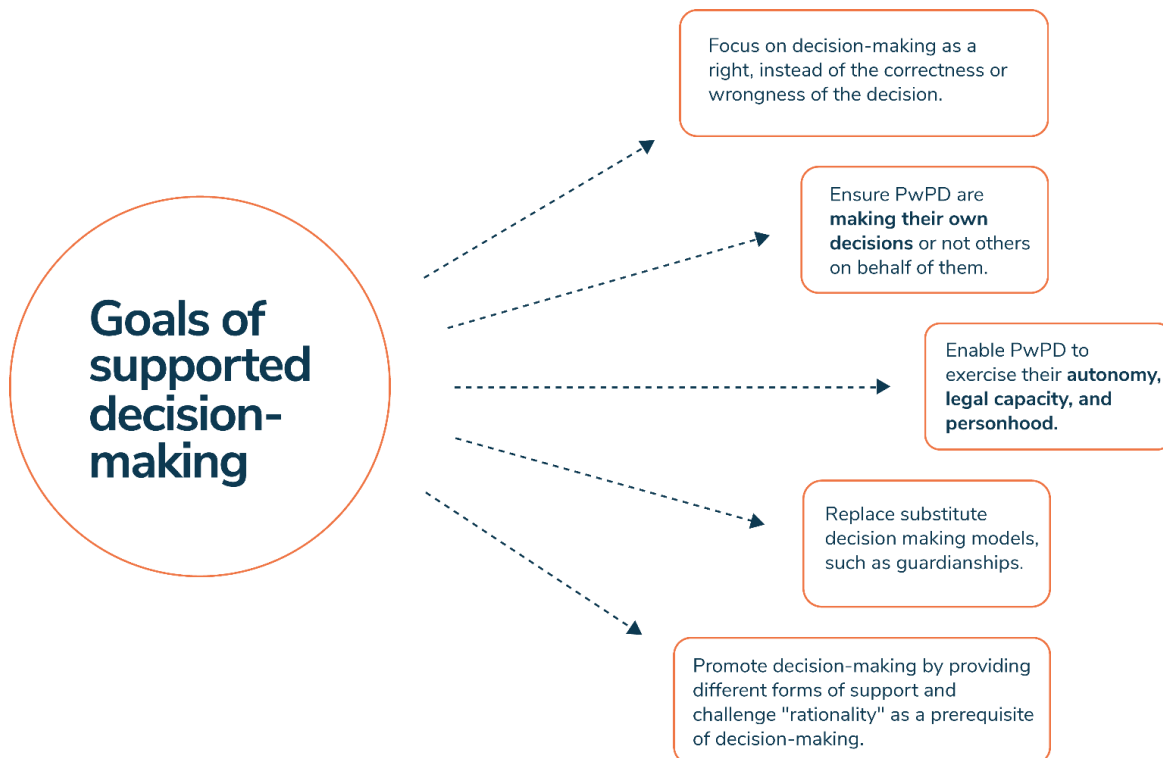 Goals of
supported
decision-
making
Focus on decision-making as a
right, instead of the correctness or
wrongness of the decision.
Ensure PwPD are
making their own
decisions or not others
on behalf of them.
Enable PwPD to
exercise their autonomy,
legal capacity, and
personhood.
Replace substitute
decision making models,
such as guardianships.
Promote decision-making by providing
different forms of support and
challenge "rationality" as a prerequisite
of decision-making.